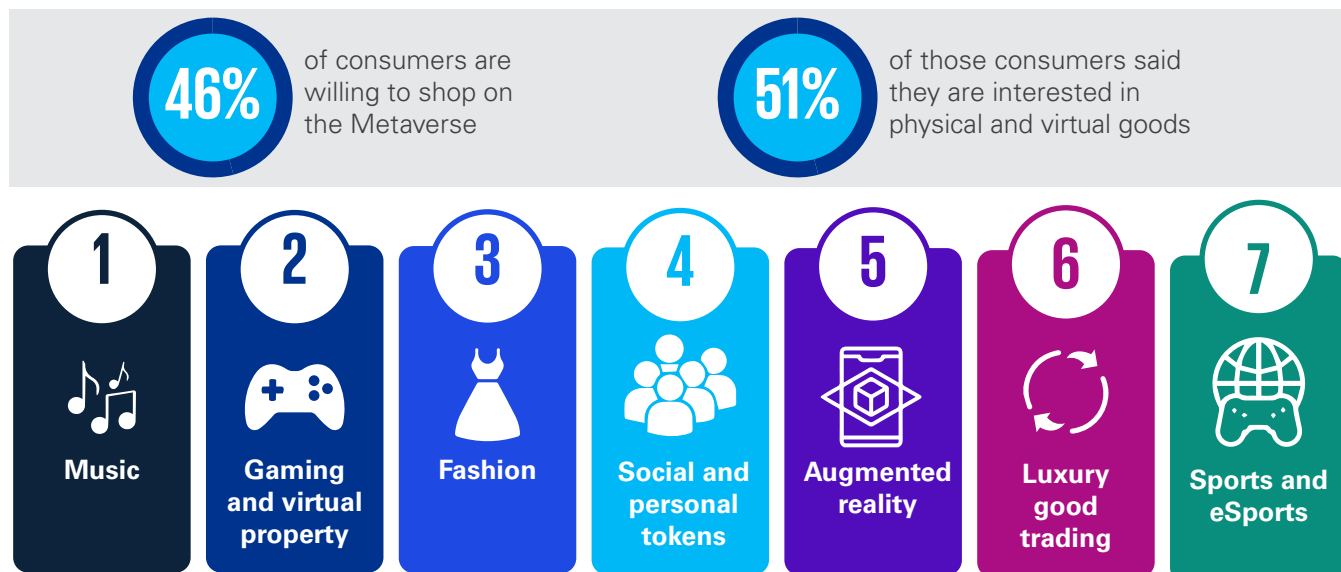 46%
of consumers are
willing to shop on
the Metaverse
51%
of those consumers said
they are interested in
physical and virtual goods
1
Music
2
Gaming
and virtual
property
3
Fashion
4
Social and
personal
tokens
5
Augmented
reality
6
Luxury
good
trading
7
Sports and
eSports